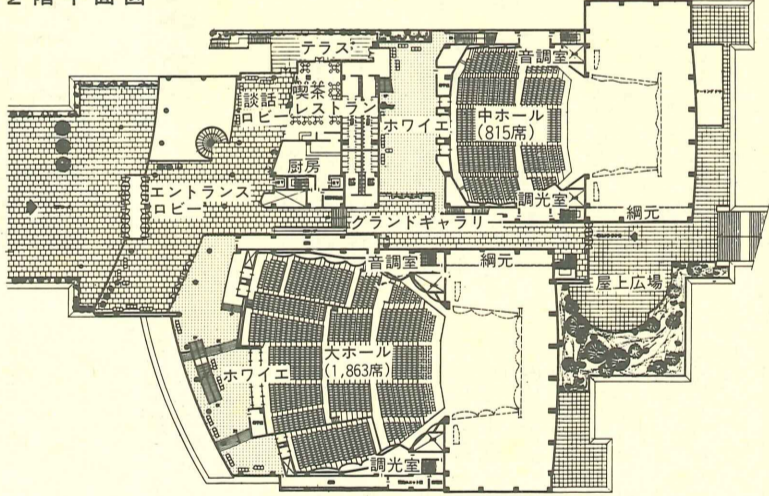 2階平面図
テラス
音調室
談話
ロビー
喫茶
レストラン
ホワイエ
中ホール
(815席)
厨房
調光室
エントランス
ロビー
グランドギャラリー
綱元
音調室
綱元
屋上広場
大ホール
(1,863席)
ホワイエ
調光室